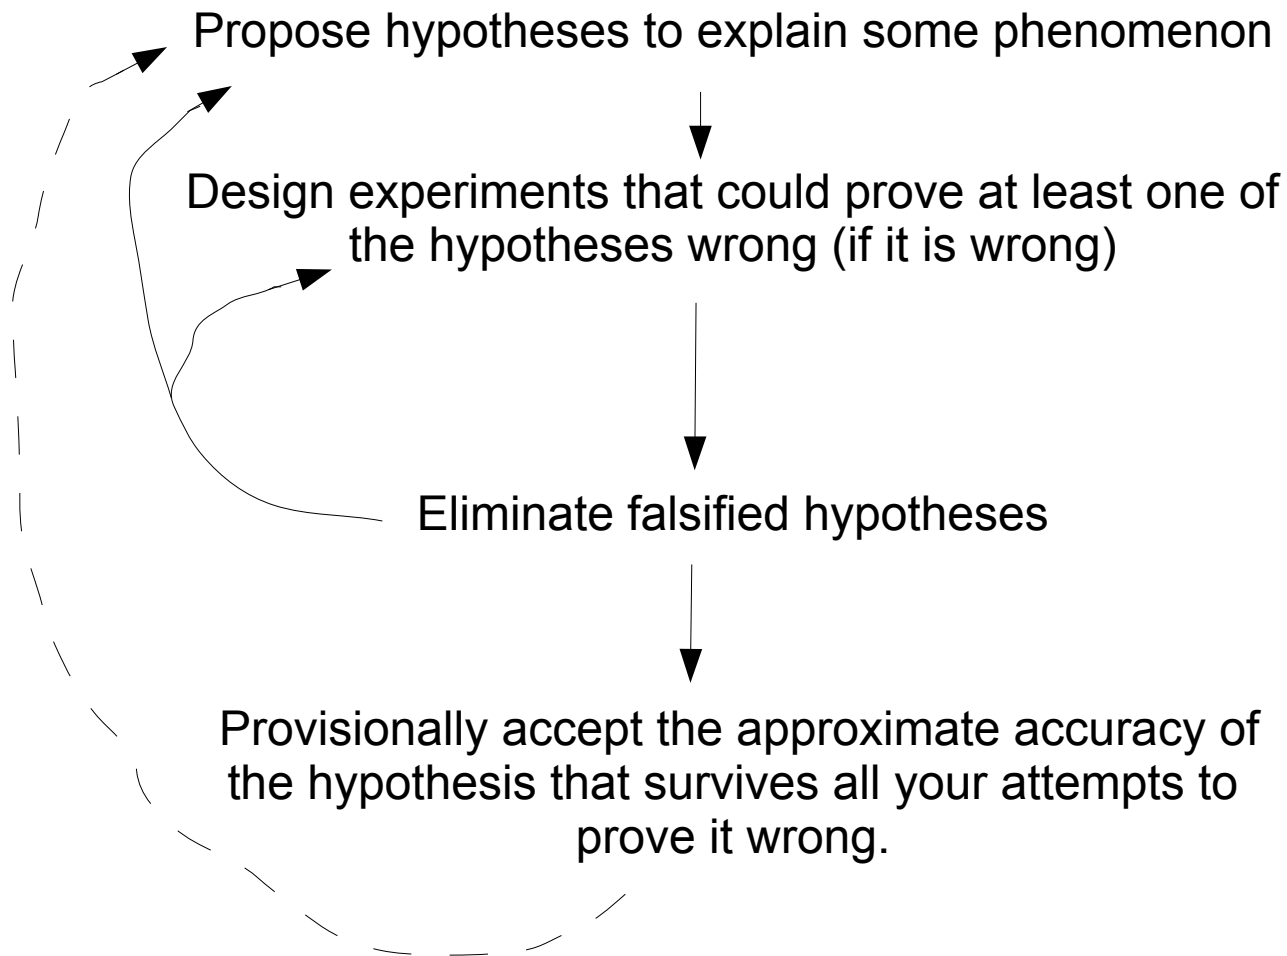 Propose hypotheses to explain some phenomenon
Design experiments that could prove at least one of
the hypotheses wrong (if it is wrong)
Eliminate falsified hypotheses
Provisionally accept the approximate accuracy of
the hypothesis that survives all your attempts to
prove it wrong.